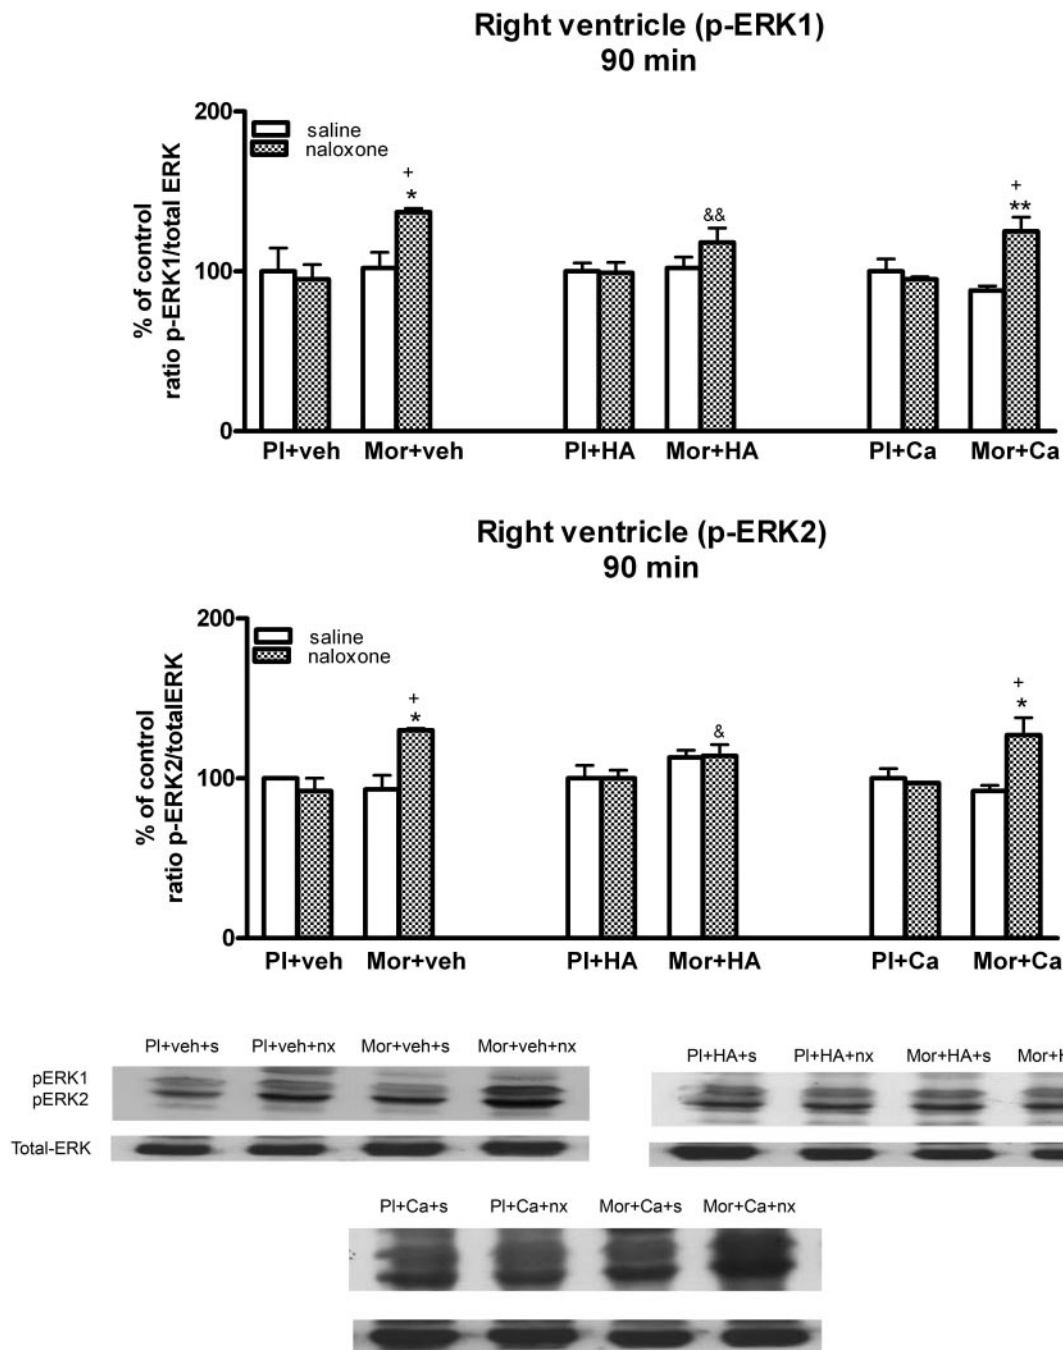 Right ventricle (p-ERK1)
90 min
200
saline
naloxone
+
*
&&
+
**
% of control
ratio p-ERK1/total ERK
100
0
Pl+veh Mor+veh Pl+HA Mor+HA Pl+Ca Mor+Ca
Right ventricle (p-ERK2)
90 min
200
saline
naloxone
+
*
&
+
*
% of control
ratio p-ERK2/totalERK
100
0
Pl+veh Mor+veh Pl+HA Mor+HA Pl+Ca Mor+Ca
Pl+veh+s Pl+veh+nx Mor+veh+s Mor+veh+nx
pERK1
pERK2
Total-ERK
Pl+HA+s Pl+HA+nx Mor+HA+s
Pl+Ca+s Pl+Ca+nx Mor+Ca+s Mor+Ca+nx